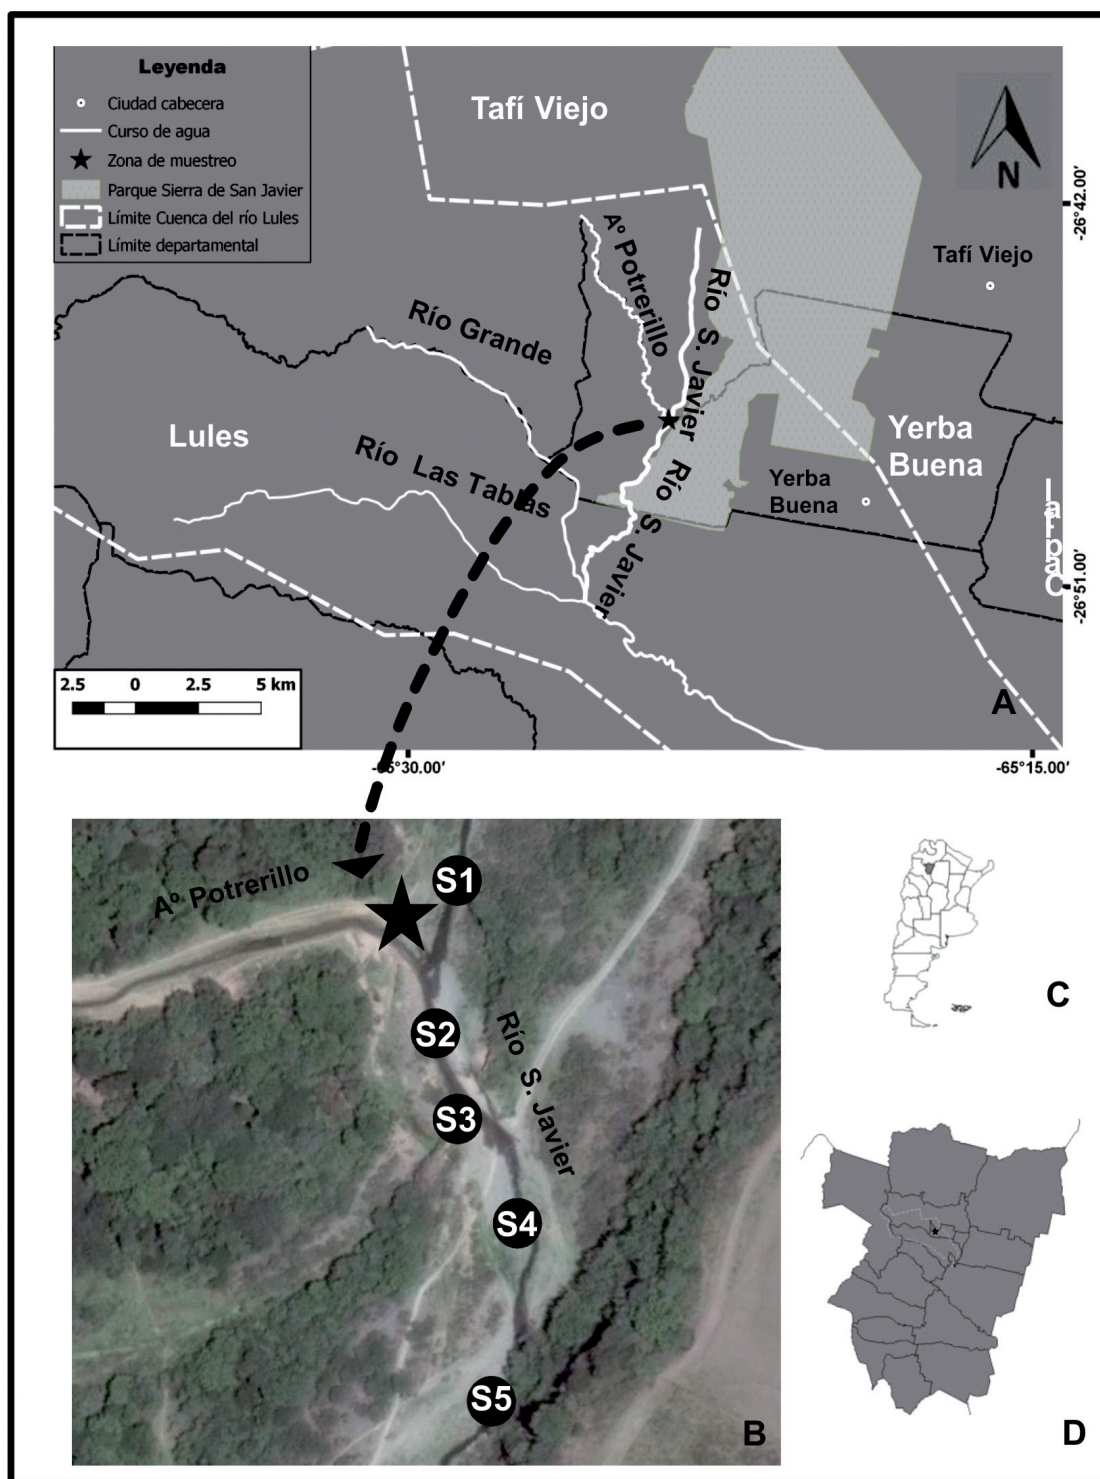 Leyenda
Ciudad cabecera
Curso de agua
Zona de muestreo
Parque Sierra de San Javier
Límite Cuenca del río Lules
Límite departamental
Tafí Viejo
N
-26°42.00'
Tafí Viejo
Aº Potrerillo
Río S. Javier
Río Grande
Lules
Río Las Tablas
Yerba
Buena
Yerba
Buena
Río S. Javier
Capital
-26°51.00'
2.5 0 2.5 5 km
A
-65°30.00'
-65°15.00'
Aº Potrerillo
S1
S2
Río S. Javier
S3
S4
S5
B
C
D